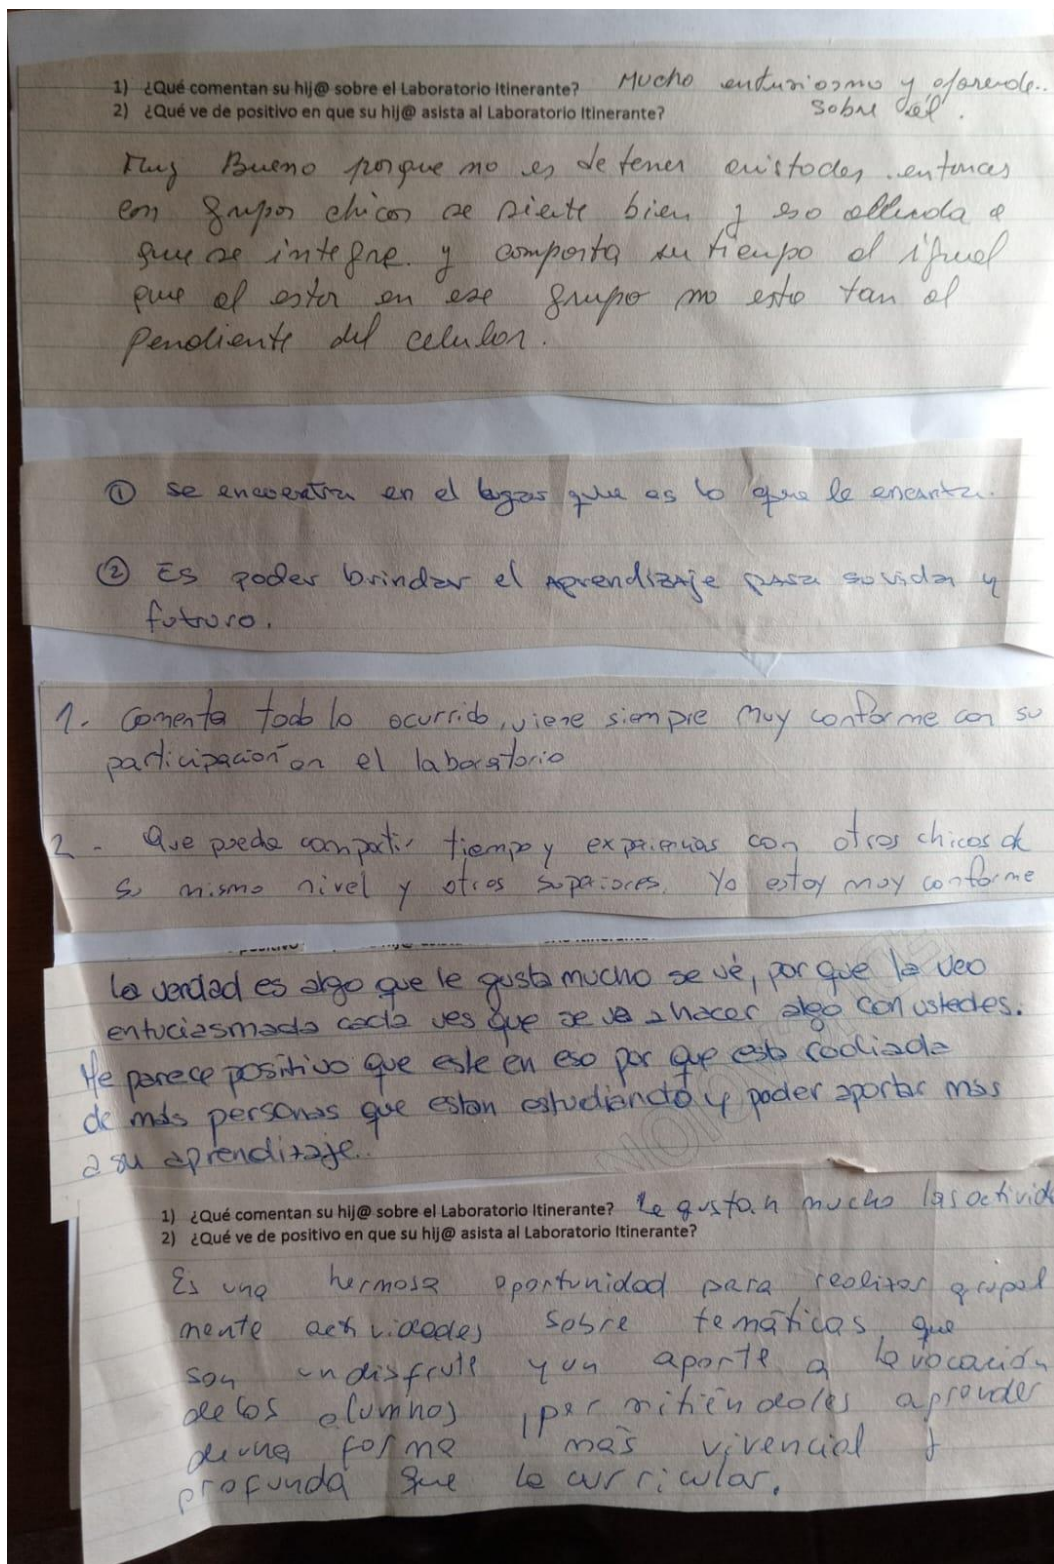 1) ¿Qué comentan su hij@ sobre el Laboratorio Itinerante? Mucho entusiasmo y aprende..
sobre el.
2) ¿Qué ve de positivo en que su hij@ asista al Laboratorio Itinerante?
Muy Bueno porque no es de tener amistades. entonces
en grupos chicos se siente bien y eso alluda a
que se integre. y comparta su tiempo al igual
que al estar en ese grupo no esta tan al
pendiente del celular.
① se encuentra en el lugar que es lo que le encanta.
② Es poder brindar el Aprendizaje para su vida y
futuro.
1. Comenta todo lo ocurrido, viene siempre muy conforme con su
participación en el laboratorio
2 - Que puede compartir tiempo y experiencias con otros chicos de
su mismo nivel y otros superiores. Yo estoy muy conforme
la verdad es algo que le gusta mucho se vé, por que la veo
entuciasmada cada ves que se va a hacer algo con ustedes.
Me parece positivo que este en eso por que esta rodiada
de más personas que estan estudiando y poder aportar mas
a su aprendizaje.
1) ¿Qué comentan su hij@ sobre el Laboratorio Itinerante? Le gustan mucho las activid
2) ¿Qué ve de positivo en que su hij@ asista al Laboratorio Itinerante?
Es una hermosa oportunidad para realizar grupal
mente actividades sobre temáticas, que
son un disfrute y un aporte a la vocación
de los alumnos, permitiéndoles aprender
de una forma más vivencial y
profunda que la curricular.